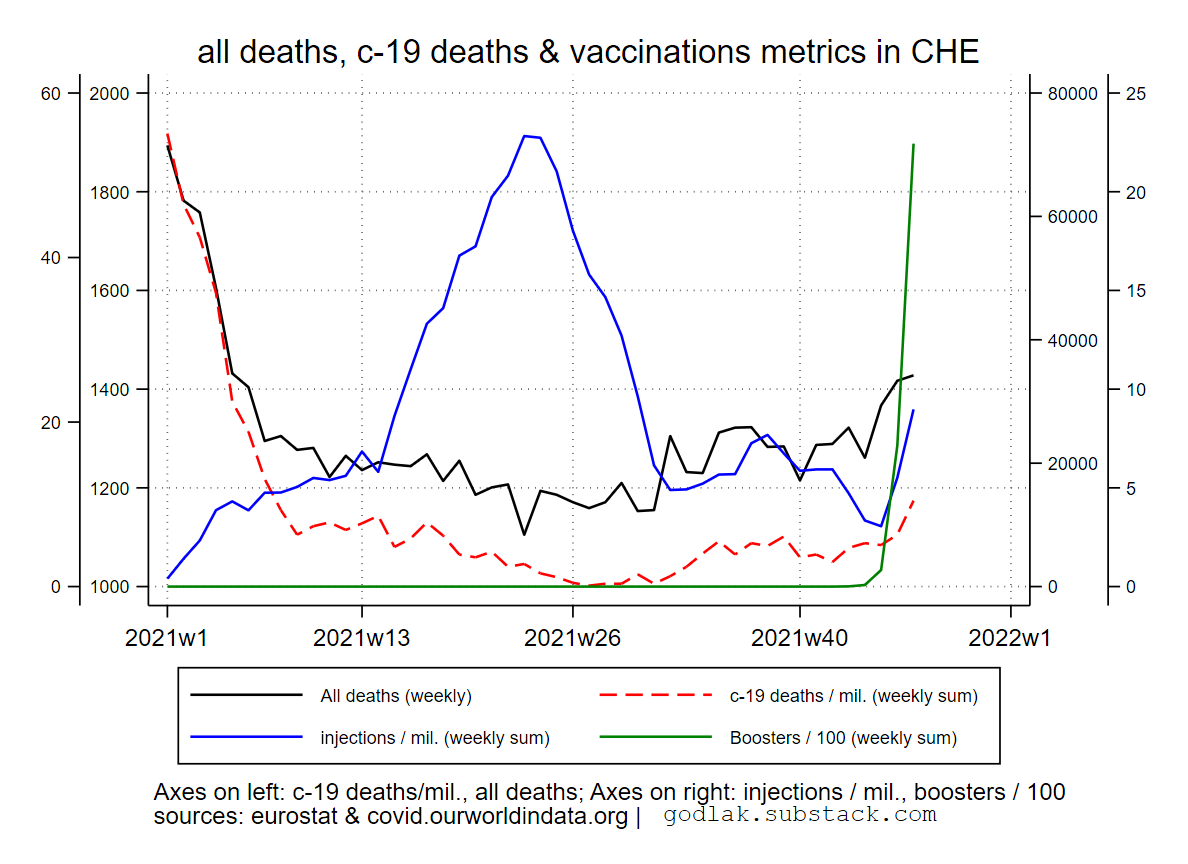 all deaths, c-19 deaths & vaccinations metrics in CHE
60 2000 80000 25
1800 20
60000
40
1600 15
40000
1400 10
20
20000
1200 5
0 1000 0 0
2021w1 2021w13 2021w26 2021w40 2022w1
All deaths (weekly) c-19 deaths / mil. (weekly sum)
injections / mil. (weekly sum) Boosters / 100 (weekly sum)
Axes on left: c-19 deaths/mil., all deaths; Axes on right: injections / mil., boosters / 100
sources: eurostat & covid.ourworldindata.org | godlak.substack.com